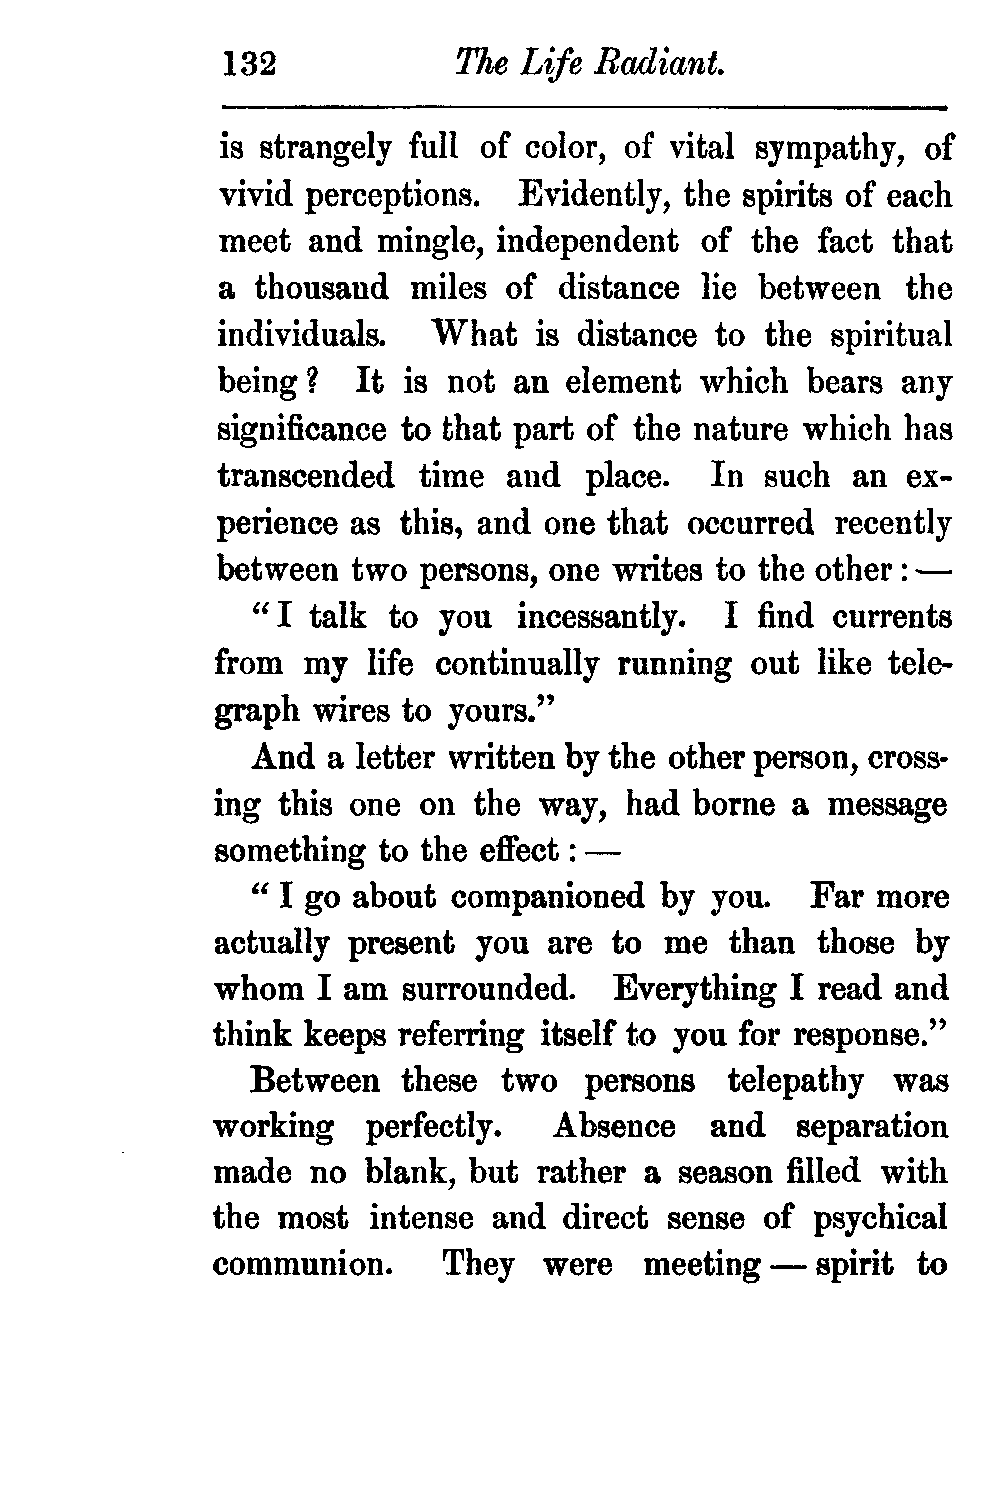 132 The Life Radiant.
is strangely full of color, of vital sympathy, of
vivid perceptions. Evidently, the spirits of each
meet and mingle, independent of the fact that
a thousand miles of distance lie between the
individuals. What is distance to the spiritual
being? It is not an element which bears any
significance to that part of the nature which has
transcended time and place. In such an ex-
perience as this, and one that occurred recently
between two persons, one writes to the other:—
"I talk to you incessantly. I find currents
from my life continually running out like tele-
graph wires to yours."
And a letter written by the other person, cross-
ing this one on the way, had borne a message
something to the effect:—
"I go about companioned by you. Far more
actually present you are to me than those by
whom I am surrounded. Everything I read and
think keeps referring itself to you for response."
Between these two persons telepathy was
working perfectly. Absence and separation
made no blank, but rather a season filled with
the most intense and direct sense of psychical
communion. They were meeting — spirit to